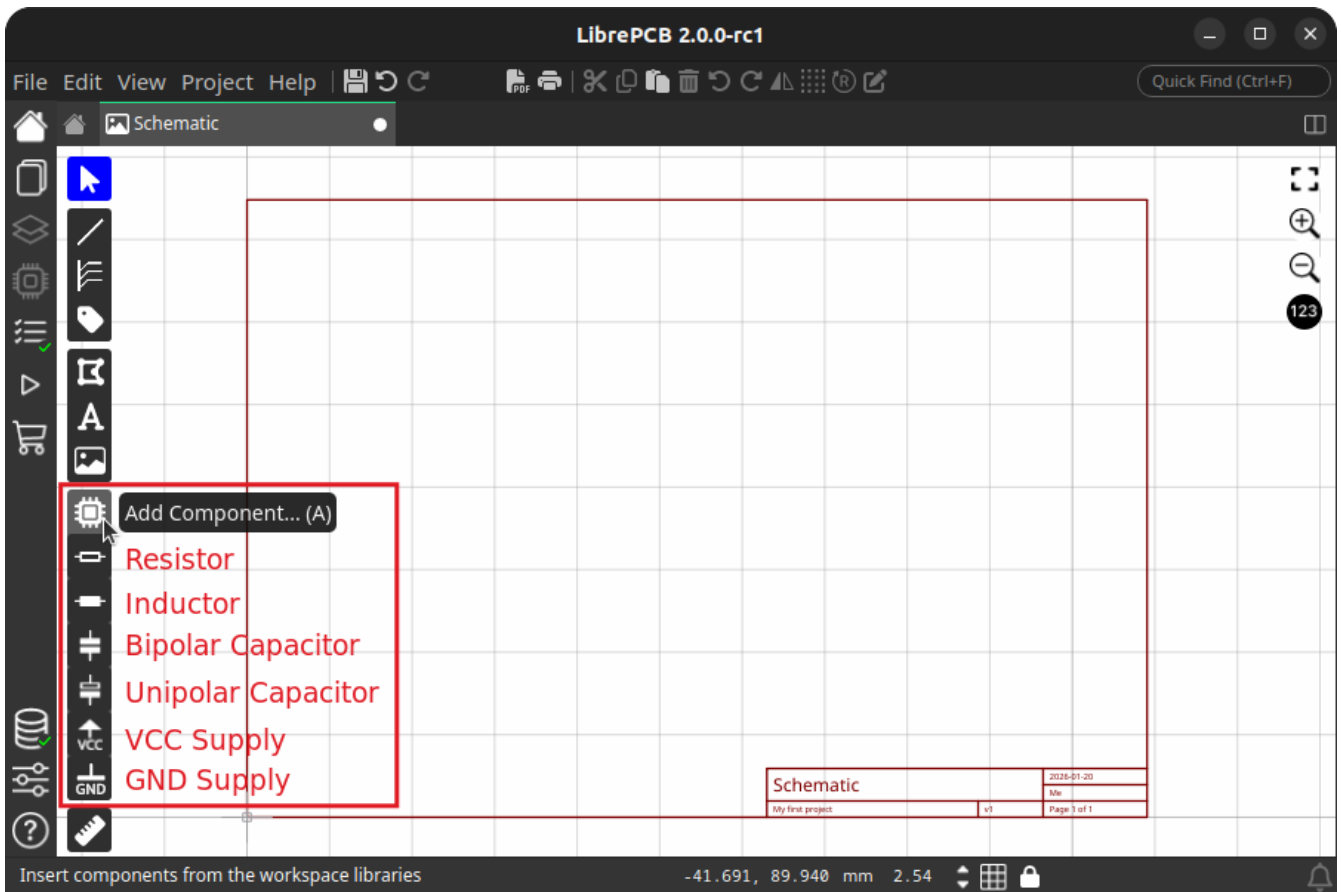 LibrePCB 2.0.0-rc1
File Edit View Project Help
PDF
R
Quick Find (Ctrl+F)
Schematic
123
A
Add Component... (A)
Resistor
Inductor
Bipolar Capacitor
Unipolar Capacitor
VCC
VCC Supply
GND
GND Supply
Schematic
2026-01-20
Me
My first project
v1
Page 1 of 1
?
Insert components from the workspace libraries
-41.691, 89.940 mm 2.54